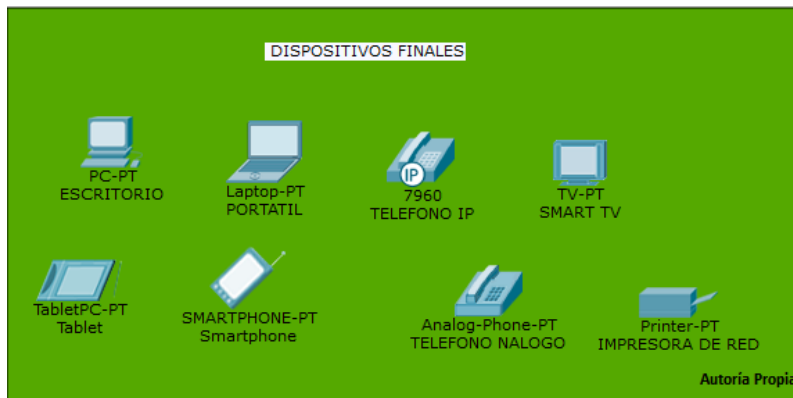 DISPOSITIVOS FINALES
PC-PT
ESCRITORIO
Laptop-PT
PORTATIL
IP
7960
TELEFONO IP
TV-PT
SMART TV
TabletPC-PT
Tablet
SMARTPHONE-PT
Smartphone
Analog-Phone-PT
TELEFONO NALOGO
Printer-PT
IMPRESORA DE RED
Autoría Propia